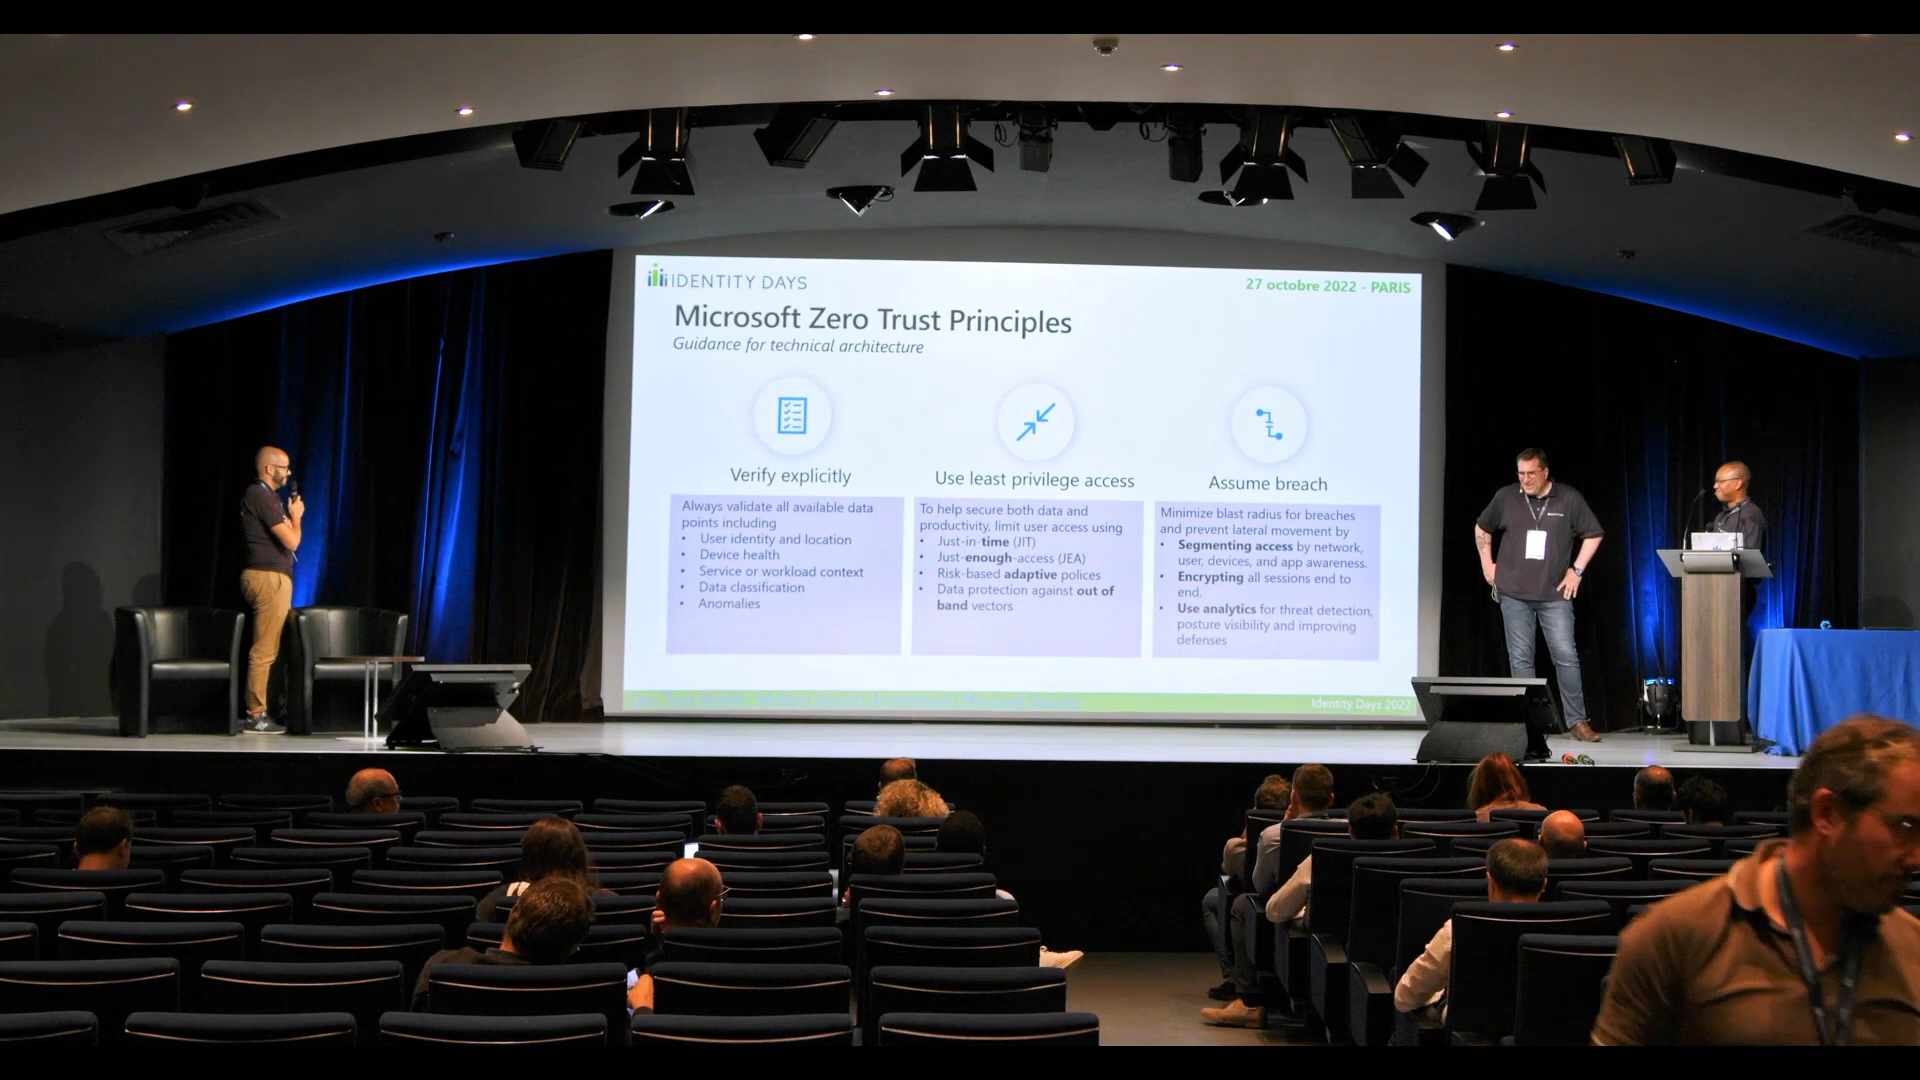 IDENTITY DAYS
27 octobre 2022 - PARIS
Microsoft Zero Trust Principles
Guidance for technical architecture
Verify explicitly
Always validate all available data
points including
• User identity and location
• Device health
• Service or workload context
• Data classification
• Anomalies
Use least privilege access
To help secure both data and
productivity, limit user access using
• Just-in-time (JIT)
• Just-enough-access (JEA)
• Risk-based adaptive polices
• Data protection against out of
band vectors
Assume breach
Minimize blast radius for breaches
and prevent lateral movement by
• Segmenting access by network,
user, devices, and app awareness.
• Encrypting all sessions end to
end.
• Use analytics for threat detection,
posture visibility and improving
defenses
Identity Days 2022